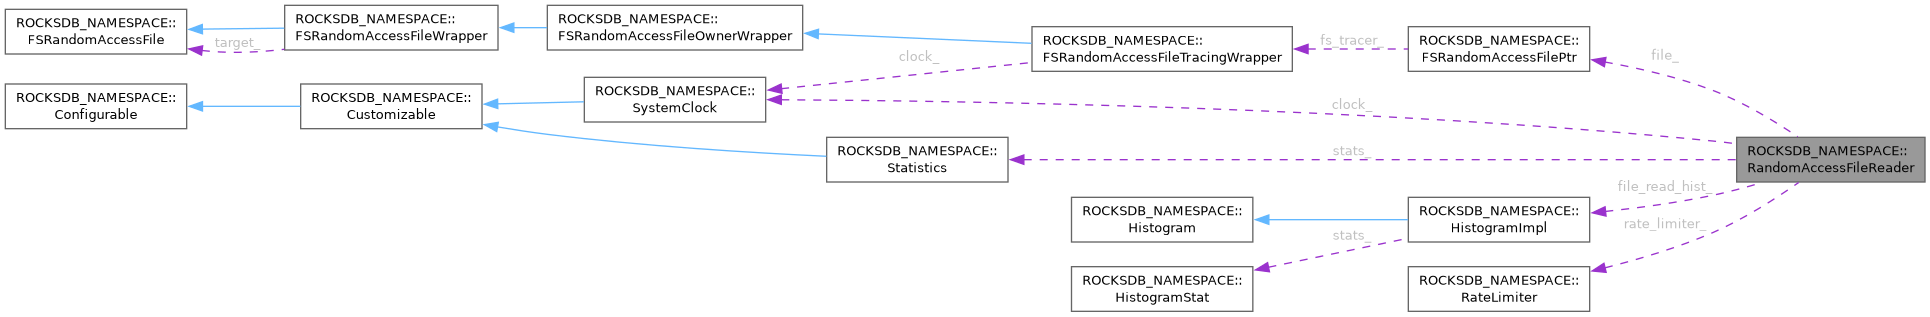 ROCKSDB_NAMESPACE::
FSRandomAccessFile
target_
ROCKSDB_NAMESPACE::
FSRandomAccessFileWrapper
ROCKSDB_NAMESPACE::
FSRandomAccessFileOwnerWrapper
ROCKSDB_NAMESPACE::
FSRandomAccessFileTracingWrapper
fs_tracer_
ROCKSDB_NAMESPACE::
FSRandomAccessFilePtr
file_
clock_
ROCKSDB_NAMESPACE::
Configurable
ROCKSDB_NAMESPACE::
Customizable
ROCKSDB_NAMESPACE::
SystemClock
clock_
ROCKSDB_NAMESPACE::
Statistics
stats_
ROCKSDB_NAMESPACE::
RandomAccessFileReader
file_read_hist_
ROCKSDB_NAMESPACE::
Histogram
ROCKSDB_NAMESPACE::
HistogramImpl
rate_limiter_
stats_
ROCKSDB_NAMESPACE::
HistogramStat
ROCKSDB_NAMESPACE::
RateLimiter